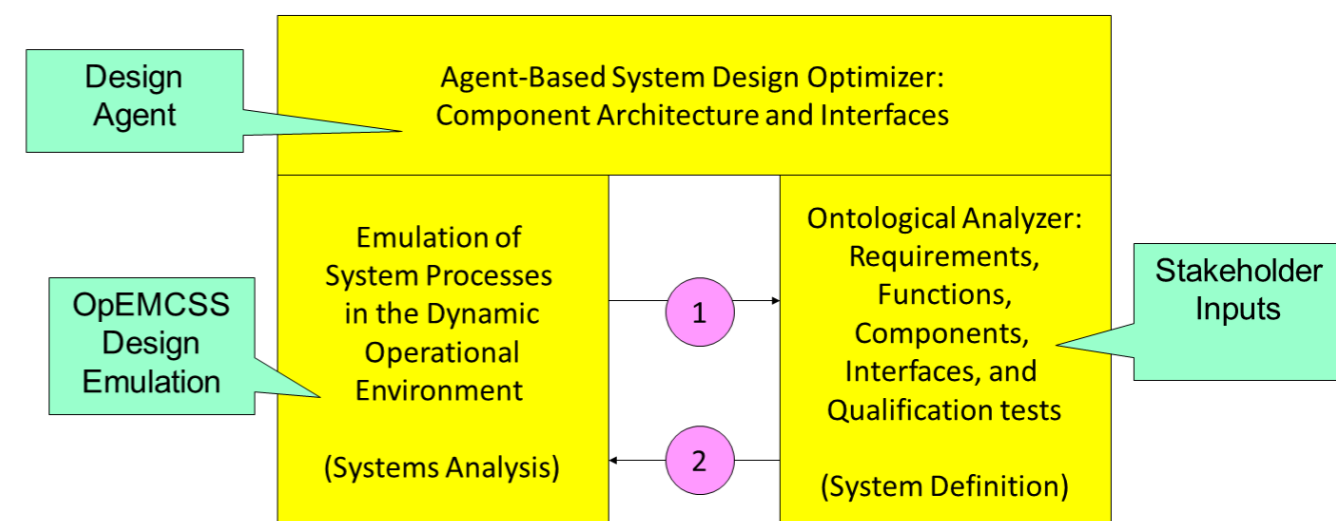 Design
Agent
Agent-Based System Design Optimizer:
Component Architecture and Interfaces
OpEMCSS
Design
Emulation
Emulation of
System Processes
in the Dynamic
Operational
Environment
(Systems Analysis)
1
2
Ontological Analyzer:
Requirements,
Functions,
Components,
Interfaces, and
Qualification tests
(System Definition)
Stakeholder
Inputs